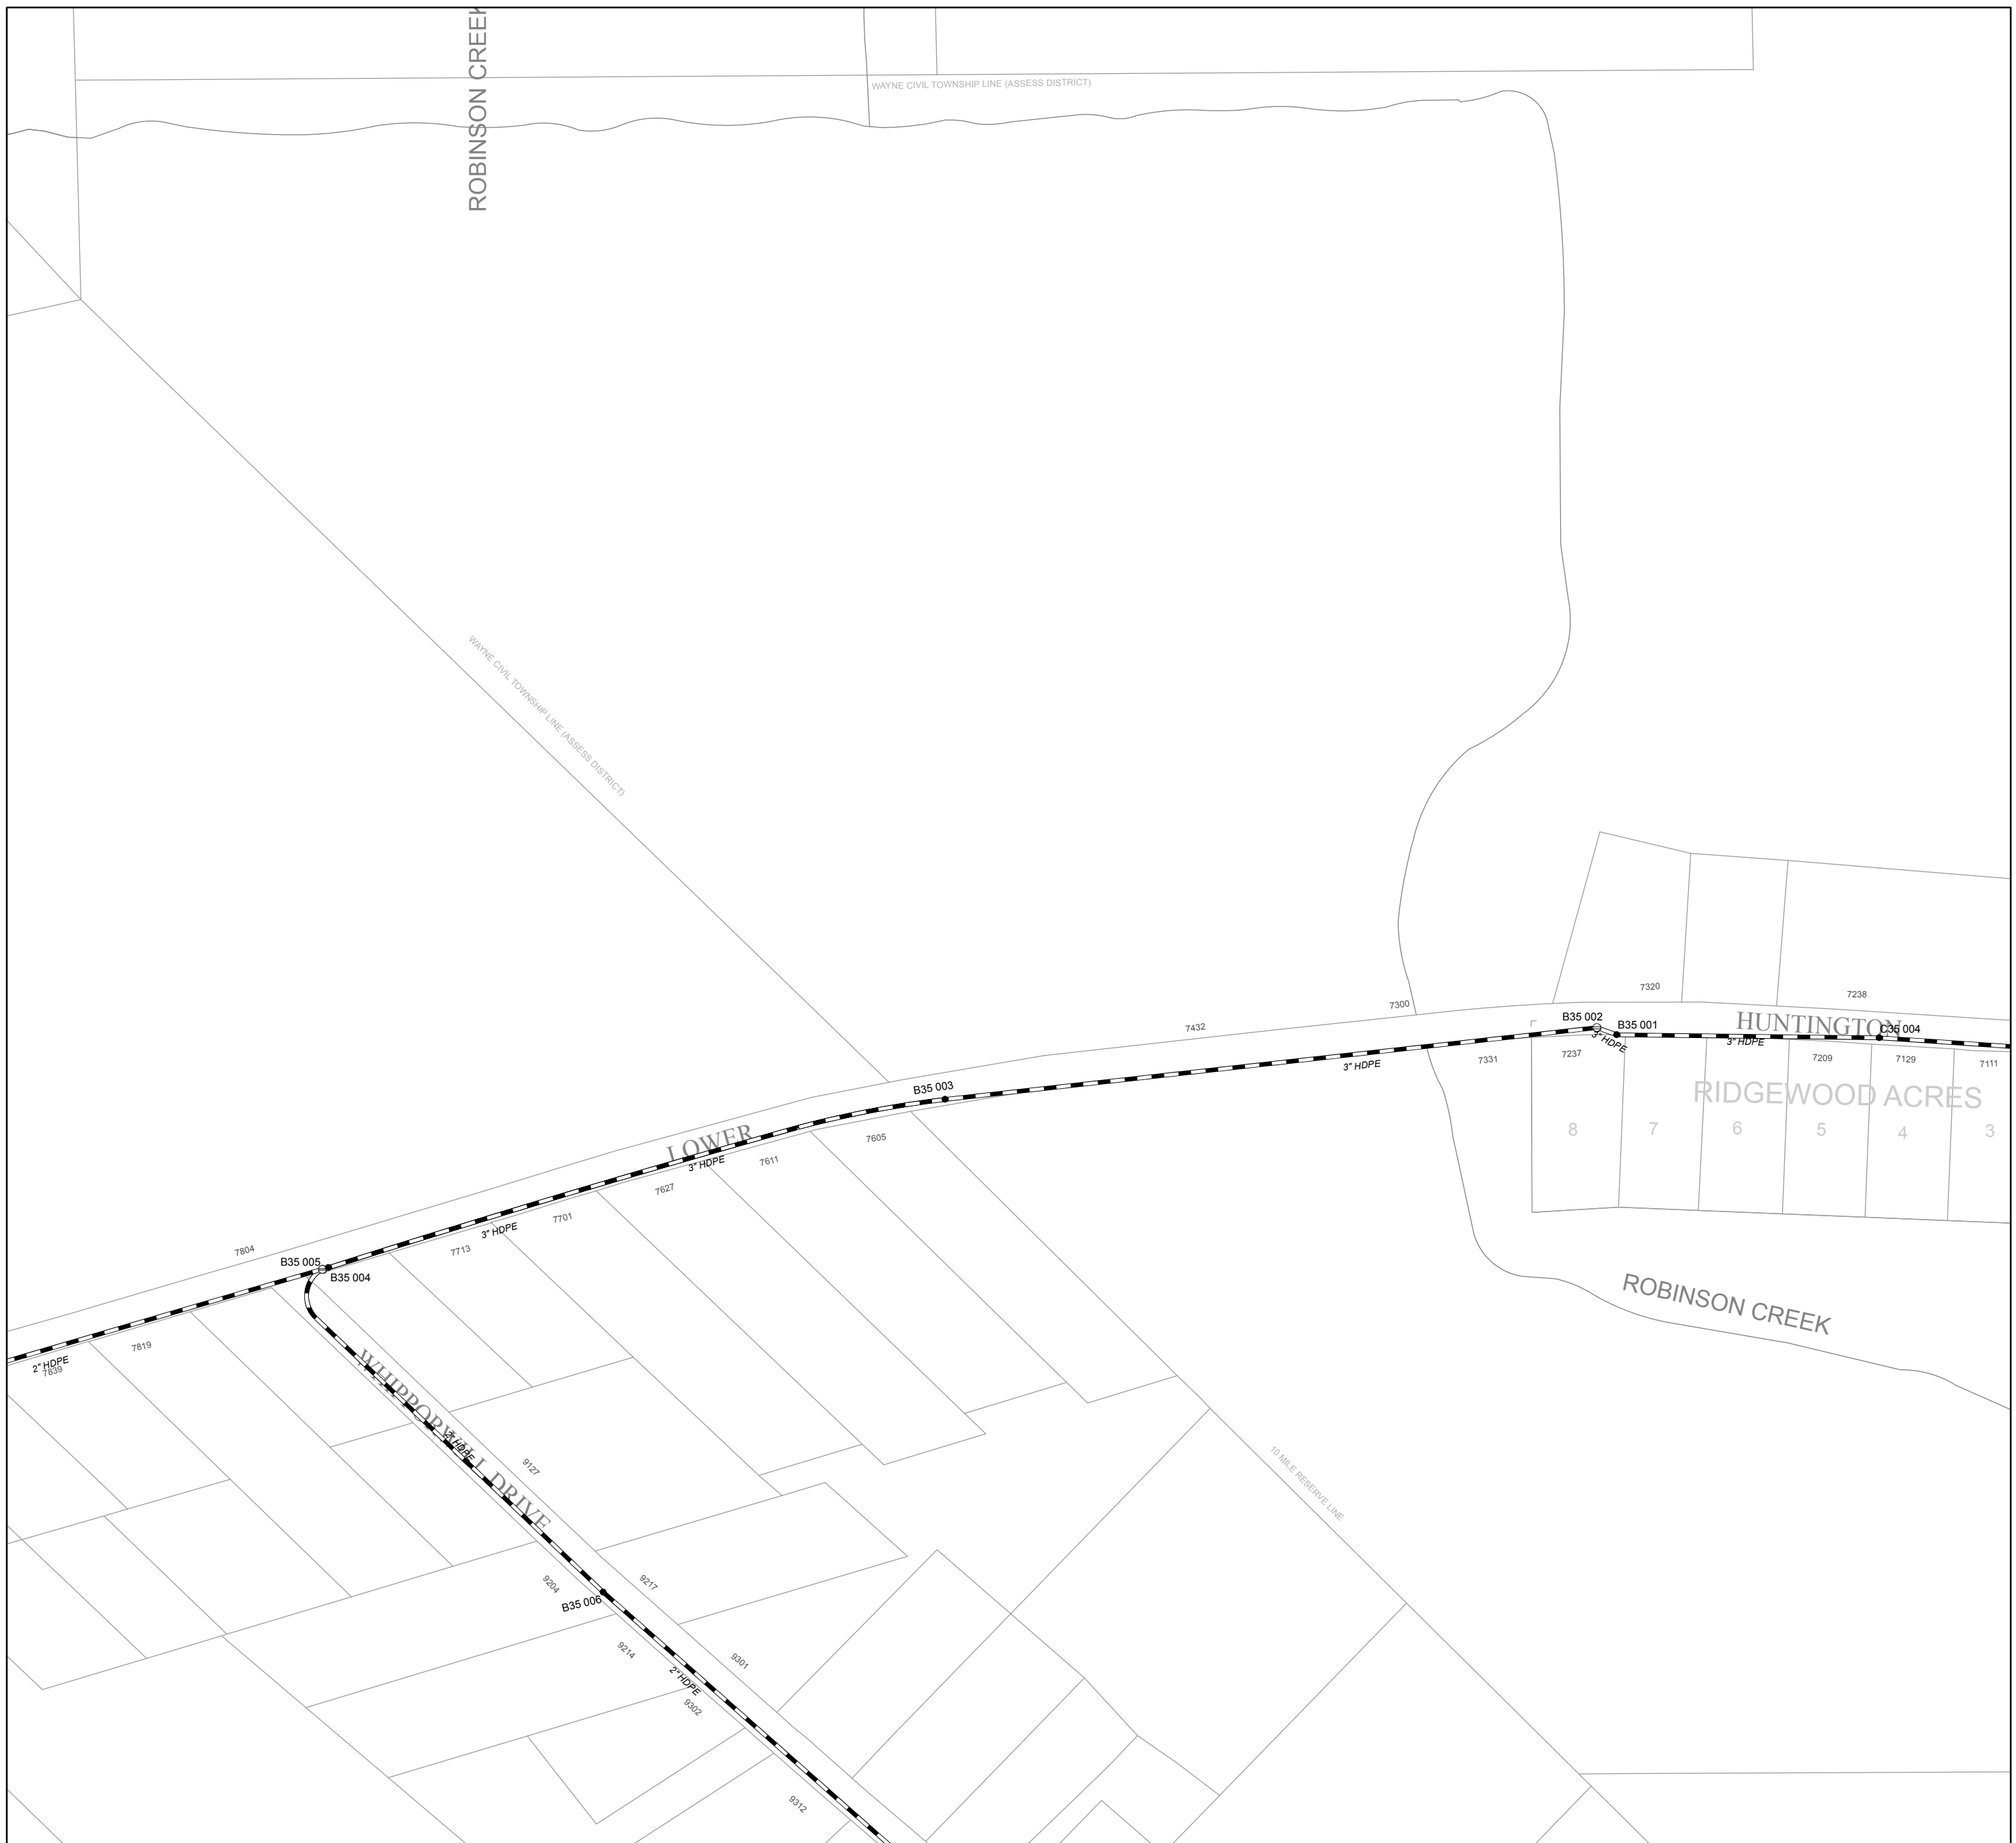 ROBINSON CREEK
WAYNE CIVIL TOWNSHIP LINE (ASSESS DISTRICT)
WAYNE CIVIL TOWNSHIP LINE (ASSESS DISTRICT)
7320
7238
7300
7432
B35 002
B35 001
HUNTINGTON
C35 004
3" HDPE
3" HDPE
3" HDPE
7331
7237
7209
7129
7111
RIDGEWOOD ACRES
8
7
6
5
4
3
B35 003
LOWER
3" HDPE
7605
7611
7627
7701
3" HDPE
7713
7804
B35 005
B35 004
ROBINSON CREEK
7819
2" HDPE
7839
WHIPPORWILL DRIVE
2" HDPE
9127
10 MILE RESERVE LINE
9204
9217
B35 006
9214
9301
2" HDPE
9302
9312